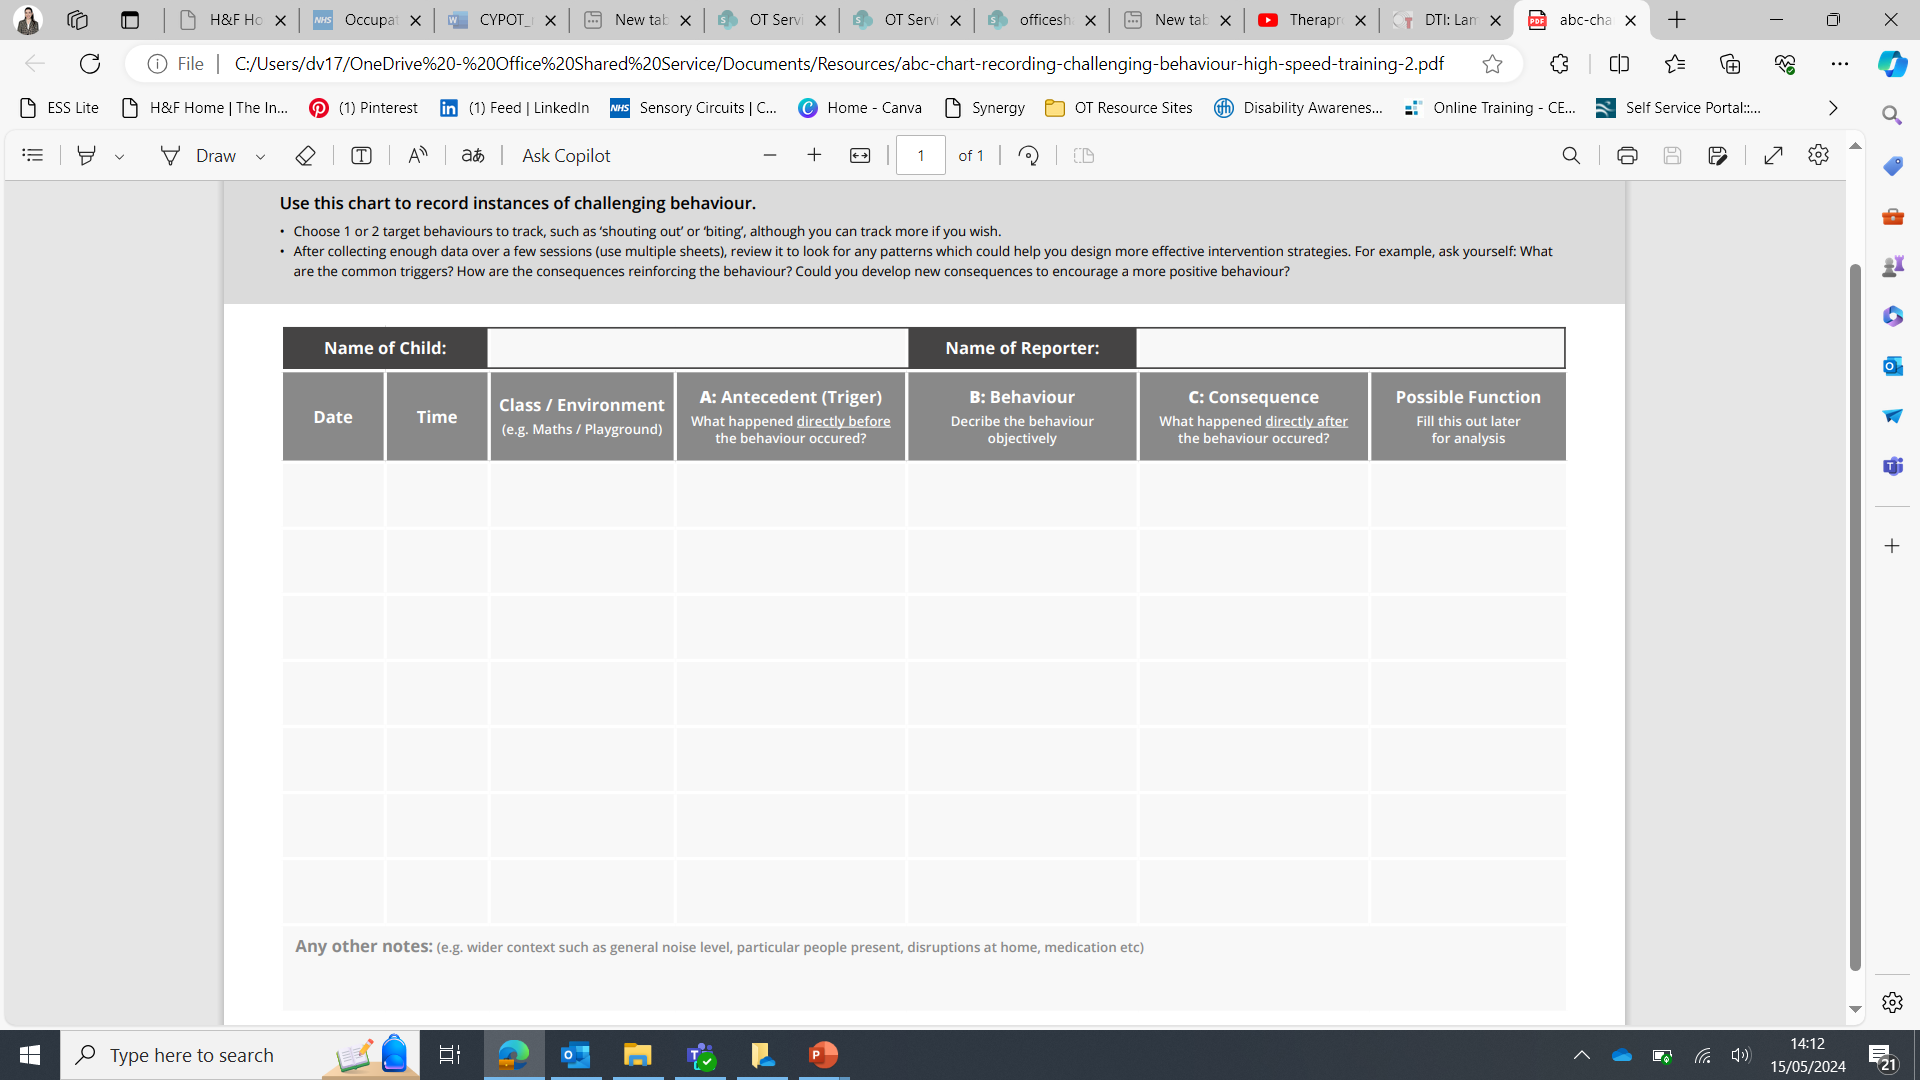 H&F Ho
Occupat
CYPOT_
New tab
OT Servi
OT Servi
officesh
New tab
Therapr
DTI: Lam
abc-cha
File
C:/Users/dv17/OneDrive%20-%20Office%20Shared%20Service/Documents/Resources/abc-chart-recording-challenging-behaviour-high-speed-training-2.pdf
ESS Lite
H&F Home | The In...
(1) Pinterest
(1) Feed | LinkedIn
NHS Sensory Circuits | C...
Home - Canva
Synergy
OT Resource Sites
Disability Awarenes...
Online Training - CE...
Self Service Portal::...
Draw
Ask Copilot
1 of 1
Use this chart to record instances of challenging behaviour.
• Choose 1 or 2 target behaviours to track, such as ‘shouting out’ or ‘biting’, although you can track more if you wish.
• After collecting enough data over a few sessions (use multiple sheets), review it to look for any patterns which could help you design more effective intervention strategies. For example, ask yourself: What
are the common triggers? How are the consequences reinforcing the behaviour? Could you develop new consequences to encourage a more positive behaviour?
Name of Child:
Name of Reporter:
Date
Time
Class / Environment
(e.g. Maths / Playground)
A: Antecedent (Triger)
What happened directly before
the behaviour occured?
B: Behaviour
Decribe the behaviour
objectively
C: Consequence
What happened directly after
the behaviour occured?
Possible Function
Fill this out later
for analysis
Any other notes: (e.g. wider context such as general noise level, particular people present, disruptions at home, medication etc)
Type here to search
14:12
15/05/2024
21